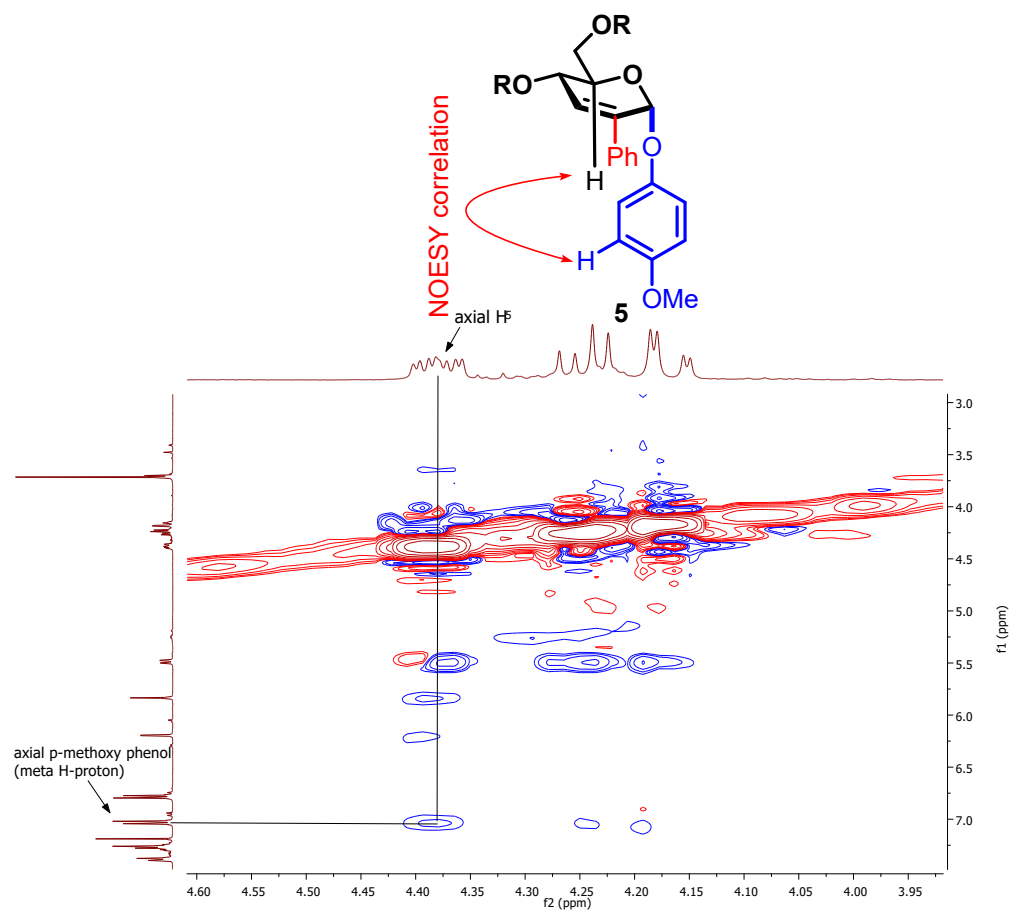 OR
RO
O
Ph
O
H
H
OMe
NOESY correlation
5
axial H5
3.0
3.5
4.0
4.5
5.0
5.5
6.0
6.5
7.0
f1 (ppm)
axial p-methoxy phenol
(meta H-proton)
4.60 4.55 4.50 4.45 4.40 4.35 4.30 4.25 4.20 4.15 4.10 4.05 4.00 3.95
f2 (ppm)